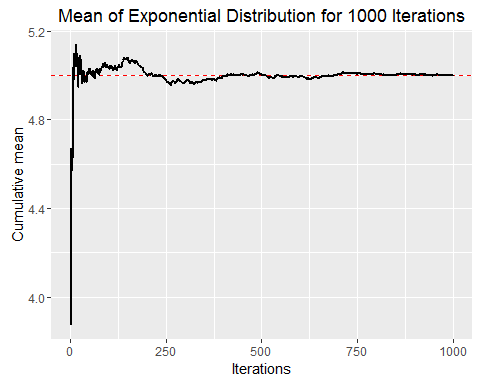 Mean of Exponential Distribution for 1000 Iterations
Cumulative mean
5.2
4.8
4.4
4.0
0 250 500 750 1000
Iterations